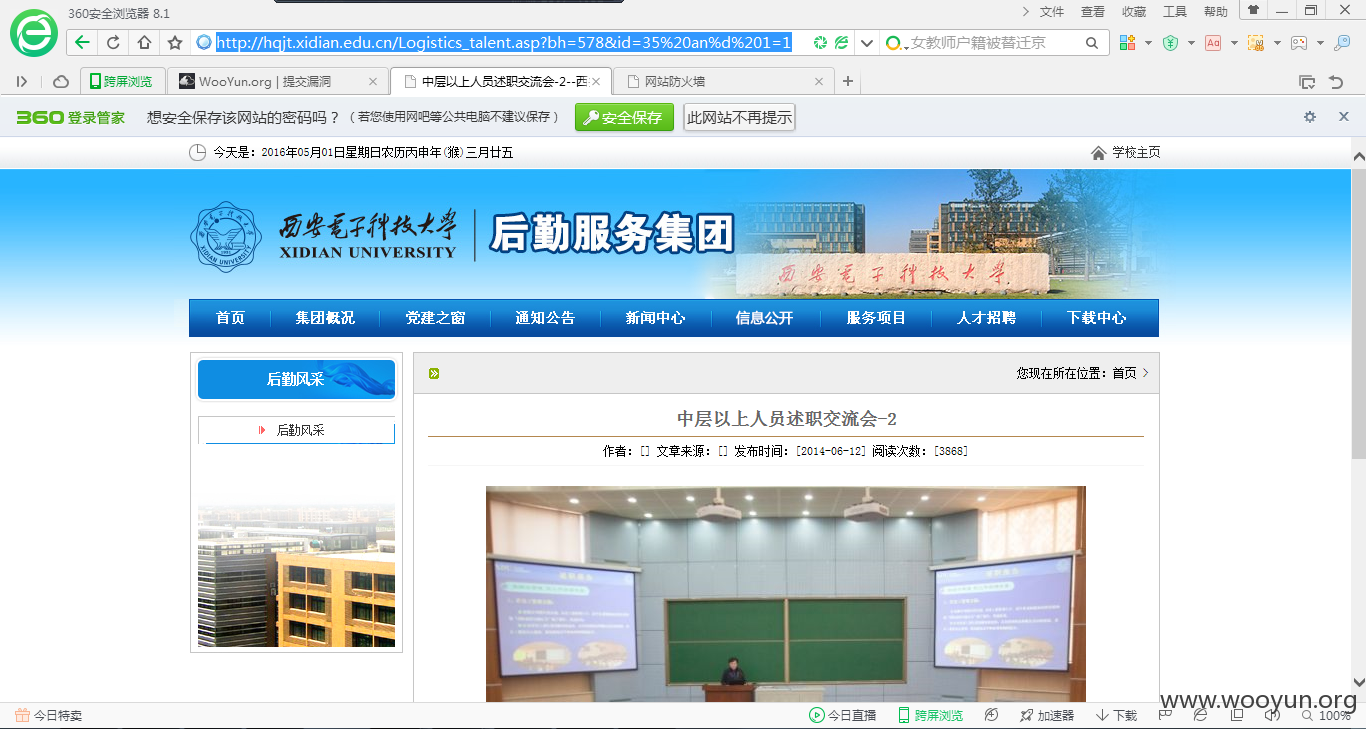 360安全浏览器 8.1
文件 查看 收藏 工具 帮助
http://hqjt.xidian.edu.cn/Logistics_talent.asp?bh=578&id=35%20an%d%201=1
女教师户籍被替迁京
跨屏浏览
WooYun.org | 提交漏洞
中层以上人员述职交流会-2--西
网站防火墙
360 登录管家 想安全保存该网站的密码吗？（若您使用网吧等公共电脑不建议保存） 安全保存 此网站不再提示
今天是：2016年05月01日星期日农历丙申年(猴)三月廿五
学校主页
西安电子科技大学
XIDIAN UNIVERSITY
后勤服务集团
西安电子科技大学
首页 集团概况 党建之窗 通知公告 新闻中心 信息公开 服务项目 人才招聘 下载中心
后勤风采
后勤风采
您现在所在位置：首页
中层以上人员述职交流会-2
作者：[] 文章来源：[] 发布时间：[2014-06-12] 阅读次数：[3868]
www.wooyun.org
今日特卖
今日直播 跨屏浏览 加速器 下载 100%